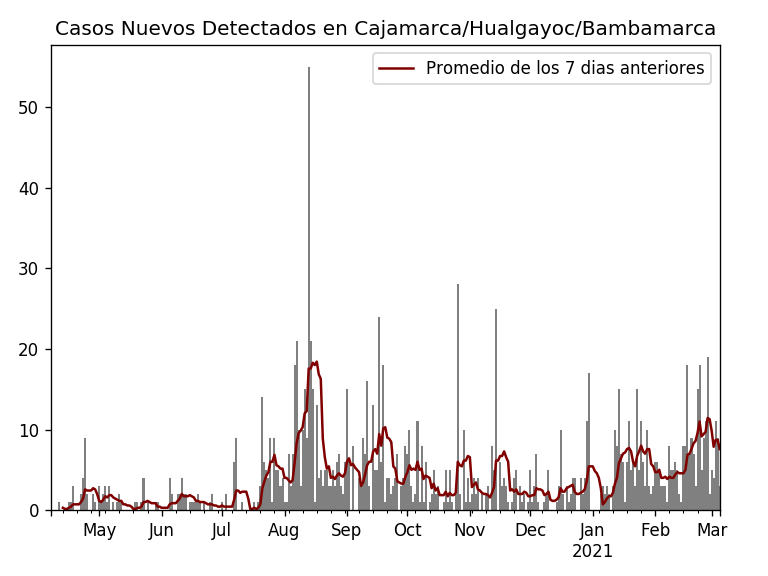 Casos Nuevos Detectados en Cajamarca/Hualgayoc/Bambamarca
Promedio de los 7 dias anteriores
50
40
30
20
10
0
May Jun Jul Aug Sep Oct Nov Dec Jan Feb Mar
2021